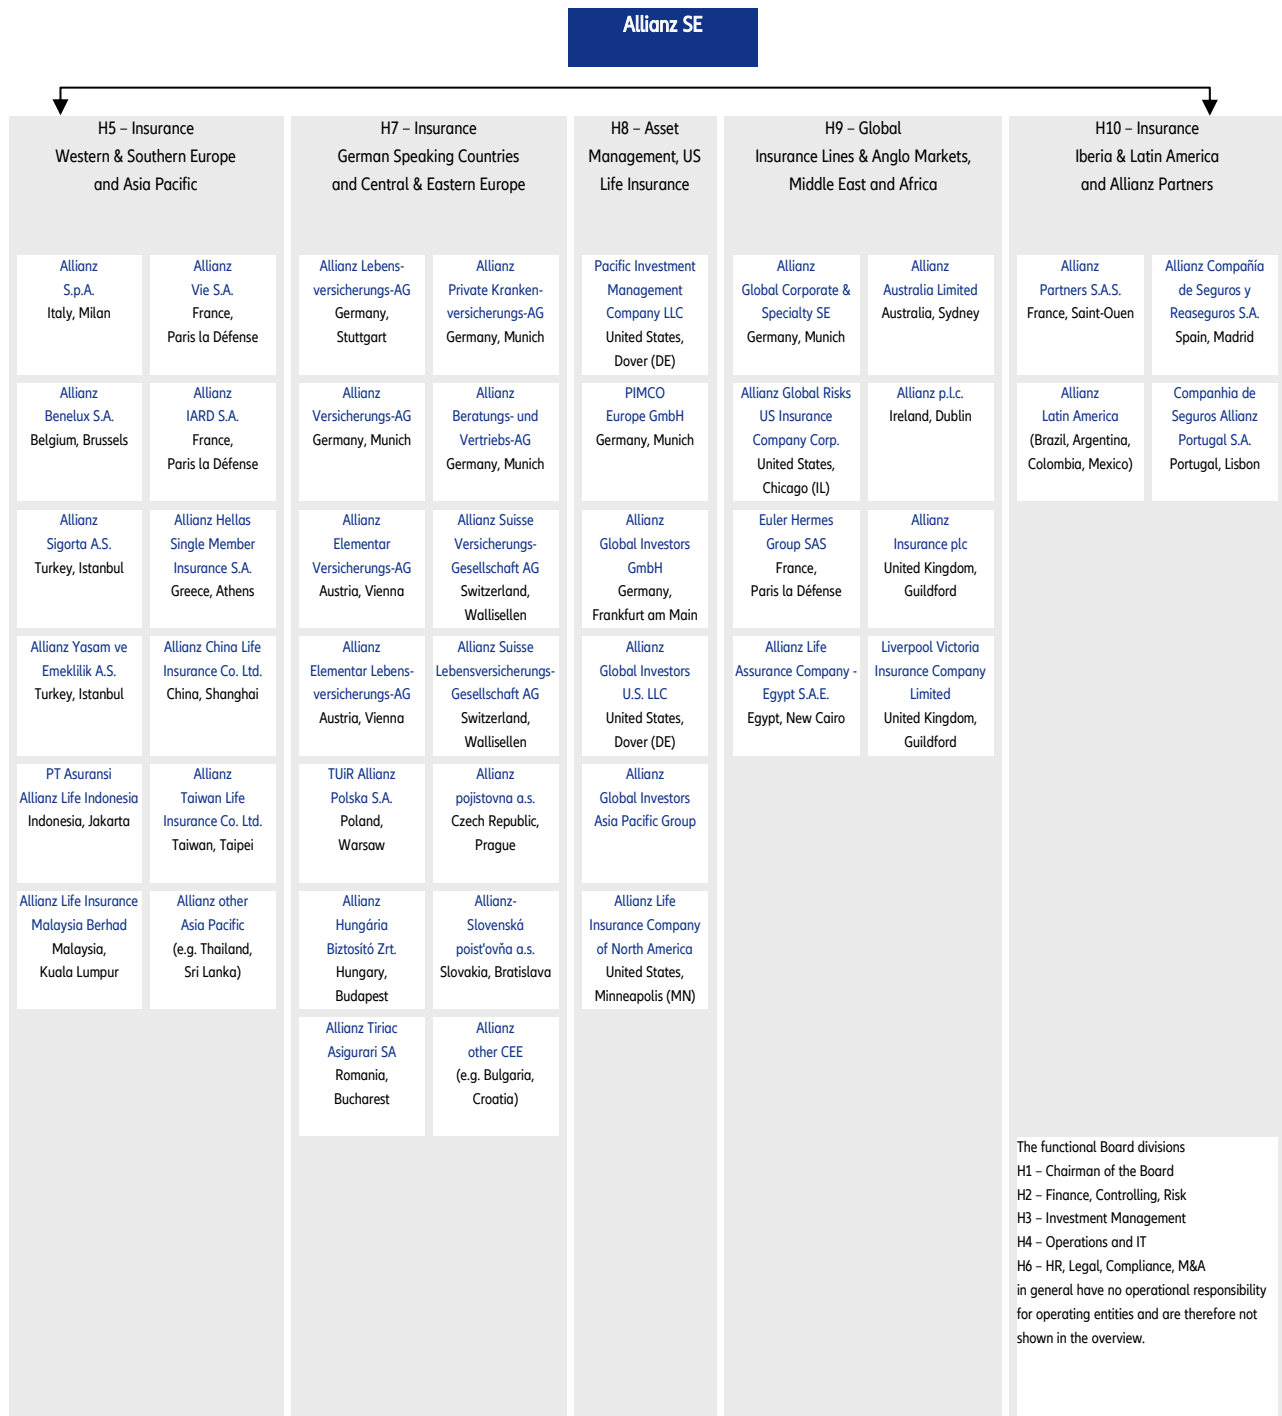 Allianz SE
H5 – Insurance
Western & Southern Europe
and Asia Pacific
Allianz
S.p.A.
Italy, Milan
Allianz
Vie S.A.
France,
Paris la Défense
Allianz
Benelux S.A.
Belgium, Brussels
Allianz
IARD S.A.
France,
Paris la Défense
Allianz
Sigorta A.S.
Turkey, Istanbul
Allianz Hellas
Single Member
Insurance S.A.
Greece, Athens
Allianz Yasam ve
Emeklilik A.S.
Turkey, Istanbul
Allianz China Life
Insurance Co. Ltd.
China, Shanghai
PT Asuransi
Allianz Life Indonesia
Indonesia, Jakarta
Allianz
Taiwan Life
Insurance Co. Ltd.
Taiwan, Taipei
Allianz Life Insurance
Malaysia Berhad
Malaysia,
Kuala Lumpur
Allianz other
Asia Pacific
(e.g. Thailand,
Sri Lanka)
H7 – Insurance
German Speaking Countries
and Central & Eastern Europe
Allianz Lebens-
versicherungs-AG
Germany,
Stuttgart
Allianz
Private Kranken-
versicherungs-AG
Germany, Munich
Allianz
Versicherungs-AG
Germany, Munich
Allianz
Beratungs- und
Vertriebs-AG
Germany, Munich
Allianz
Elementar
Versicherungs-AG
Austria, Vienna
Allianz Suisse
Versicherungs-
Gesellschaft AG
Switzerland,
Wallisellen
Allianz
Elementar Lebens-
versicherungs-AG
Austria, Vienna
Allianz Suisse
Lebensversicherungs-
Gesellschaft AG
Switzerland,
Wallisellen
TUiR Allianz
Polska S.A.
Poland,
Warsaw
Allianz
pojistovna a.s.
Czech Republic,
Prague
Allianz
Hungária
Biztosító Zrt.
Hungary,
Budapest
Allianz-
Slovenská
poist'ovňa a.s.
Slovakia, Bratislava
Allianz Tiriac
Asigurari SA
Romania,
Bucharest
Allianz
other CEE
(e.g. Bulgaria,
Croatia)
H8 – Asset
Management, US
Life Insurance
Pacific Investment
Management
Company LLC
United States,
Dover (DE)
PIMCO
Europe GmbH
Germany, Munich
Allianz
Global Investors
GmbH
Germany,
Frankfurt am Main
Allianz
Global Investors
U.S. LLC
United States,
Dover (DE)
Allianz
Global Investors
Asia Pacific Group
Allianz Life
Insurance Company
of North America
United States,
Minneapolis (MN)
H9 – Global
Insurance Lines & Anglo Markets,
Middle East and Africa
Allianz
Global Corporate &
Specialty SE
Germany, Munich
Allianz
Australia Limited
Australia, Sydney
Allianz Global Risks
US Insurance
Company Corp.
United States,
Chicago (IL)
Allianz p.l.c.
Ireland, Dublin
Euler Hermes
Group SAS
France,
Paris la Défense
Allianz
Insurance plc
United Kingdom,
Guildford
Allianz Life
Assurance Company -
Egypt S.A.E.
Egypt, New Cairo
Liverpool Victoria
Insurance Company
Limited
United Kingdom,
Guildford
H10 – Insurance
Iberia & Latin America
and Allianz Partners
Allianz
Partners S.A.S.
France, Saint-Ouen
Allianz Compañía
de Seguros y
Reaseguros S.A.
Spain, Madrid
Allianz
Latin America
(Brazil, Argentina,
Colombia, Mexico)
Companhia de
Seguros Allianz
Portugal S.A.
Portugal, Lisbon
The functional Board divisions
H1 – Chairman of the Board
H2 – Finance, Controlling, Risk
H3 – Investment Management
H4 – Operations and IT
H6 – HR, Legal, Compliance, M&A
in general have no operational responsibility
for operating entities and are therefore not
shown in the overview.